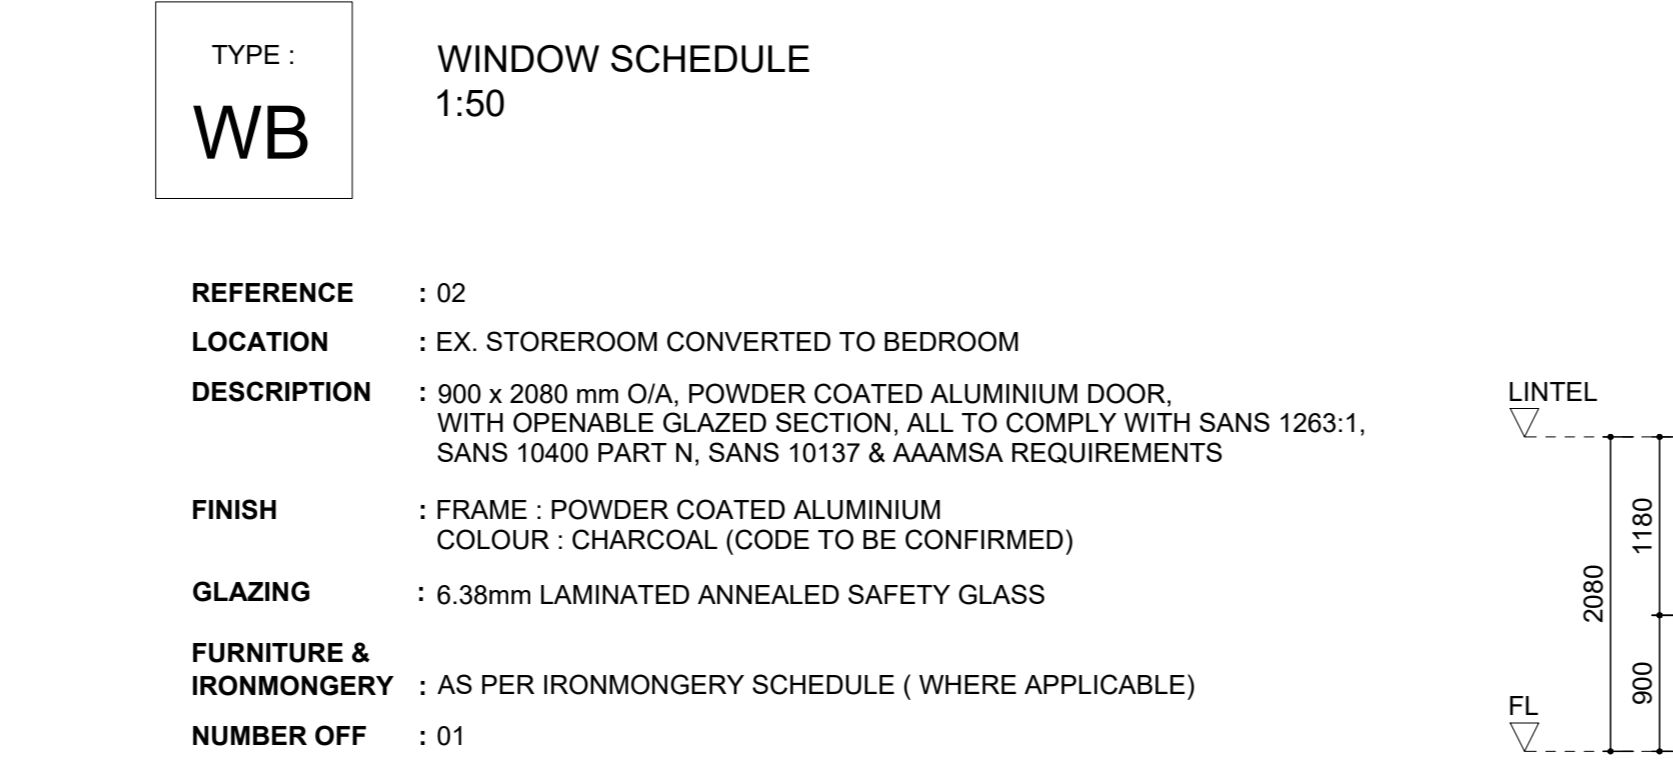 TYPE :
WB
WINDOW SCHEDULE
1:50
REFERENCE : 02
LOCATION : EX. STOREROOM CONVERTED TO BEDROOM
DESCRIPTION : 900 x 2080 mm O/A, POWDER COATED ALUMINIUM DOOR,
WITH OPENABLE GLAZED SECTION, ALL TO COMPLY WITH SANS 1263:1,
SANS 10400 PART N, SANS 10137 & AAAMSA REQUIREMENTS
FINISH : FRAME : POWDER COATED ALUMINIUM
COLOUR : CHARCOAL (CODE TO BE CONFIRMED)
GLAZING : 6.38mm LAMINATED ANNEALED SAFETY GLASS
FURNITURE &
IRONMONGERY : AS PER IRONMONGERY SCHEDULE ( WHERE APPLICABLE)
NUMBER OFF : 01
LINTEL
1180
2080
900
FL